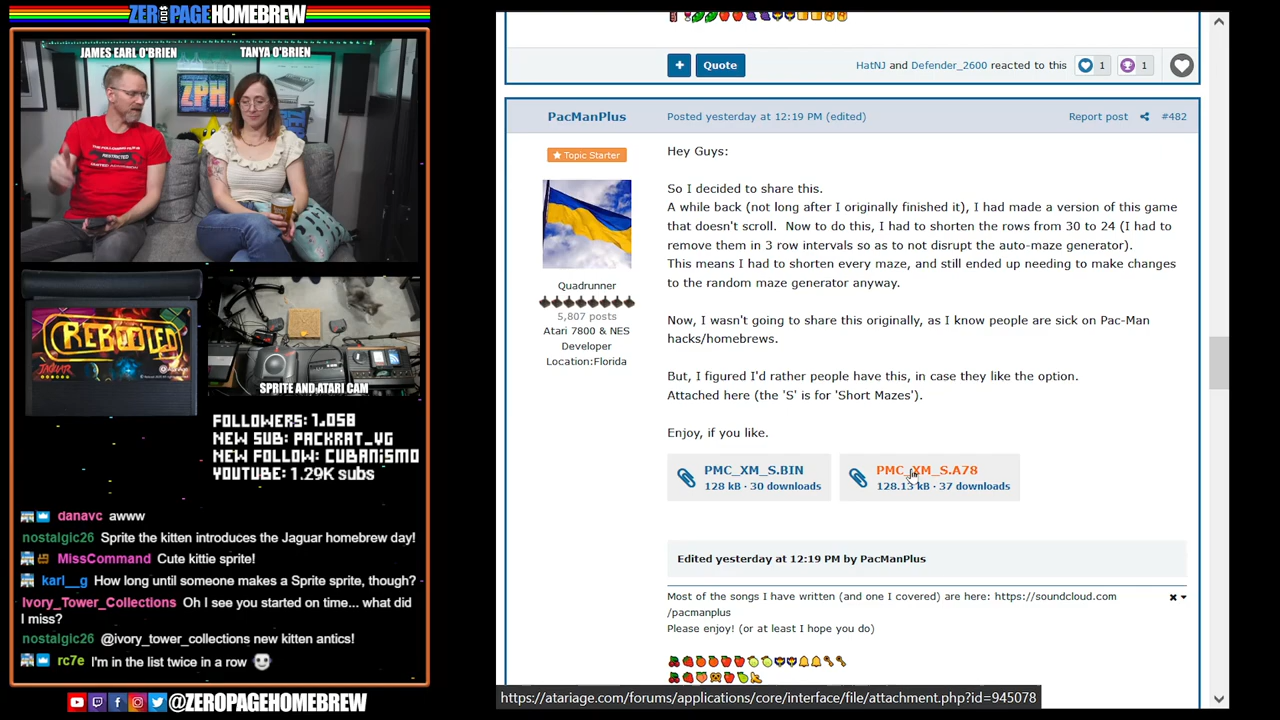 ZER PAGE HOMEBREW
JAMES EARL O'BRIEN
TANYA O'BRIEN
ZPH
RESTRICTED
REBOOTED
JAGUAR
SPRITE AND ATARI CAM
FOLLOWERS: 1,058
NEW SUB: PACKRAT_VG
NEW FOLLOW: CUBANISMO
YOUTUBE: 1.29K subs
danavc awww
nostalgic26 Sprite the kitten introduces the Jaguar homebrew day!
MissCommand Cute kittie sprite!
karl__g How long until someone makes a Sprite sprite, though?
Ivory_Tower_Collections Oh I see you started on time... what did
I miss?
nostalgic26 @ivory_tower_collections new kitten antics!
rc7e I'm in the list twice in a row
@ZEROPAGEHOMEBREW
+ Quote
HatNJ and Defender_2600 reacted to this 1 1
PacManPlus
Posted yesterday at 12:19 PM (edited)
Report post #482
Topic Starter
Quadrunner
5,807 posts
Atari 7800 & NES
Developer
Location:Florida
Hey Guys:
So I decided to share this.
A while back (not long after I originally finished it), I had made a version of this game
that doesn't scroll. Now to do this, I had to shorten the rows from 30 to 24 (I had to
remove them in 3 row intervals so as to not disrupt the auto-maze generator).
This means I had to shorten every maze, and still ended up needing to make changes
to the random maze generator anyway.
Now, I wasn't going to share this originally, as I know people are sick on Pac-Man
hacks/homebrews.
But, I figured I'd rather people have this, in case they like the option.
Attached here (the 'S' is for 'Short Mazes').
Enjoy, if you like.
PMC_XM_S.BIN
128 kB · 30 downloads
PMC_XM_S.A78
128.13 kB · 37 downloads
Edited yesterday at 12:19 PM by PacManPlus
Most of the songs I have written (and one I covered) are here: https://soundcloud.com
/pacmanplus
Please enjoy! (or at least I hope you do)
https://atariage.com/forums/applications/core/interface/file/attachment.php?id=945078